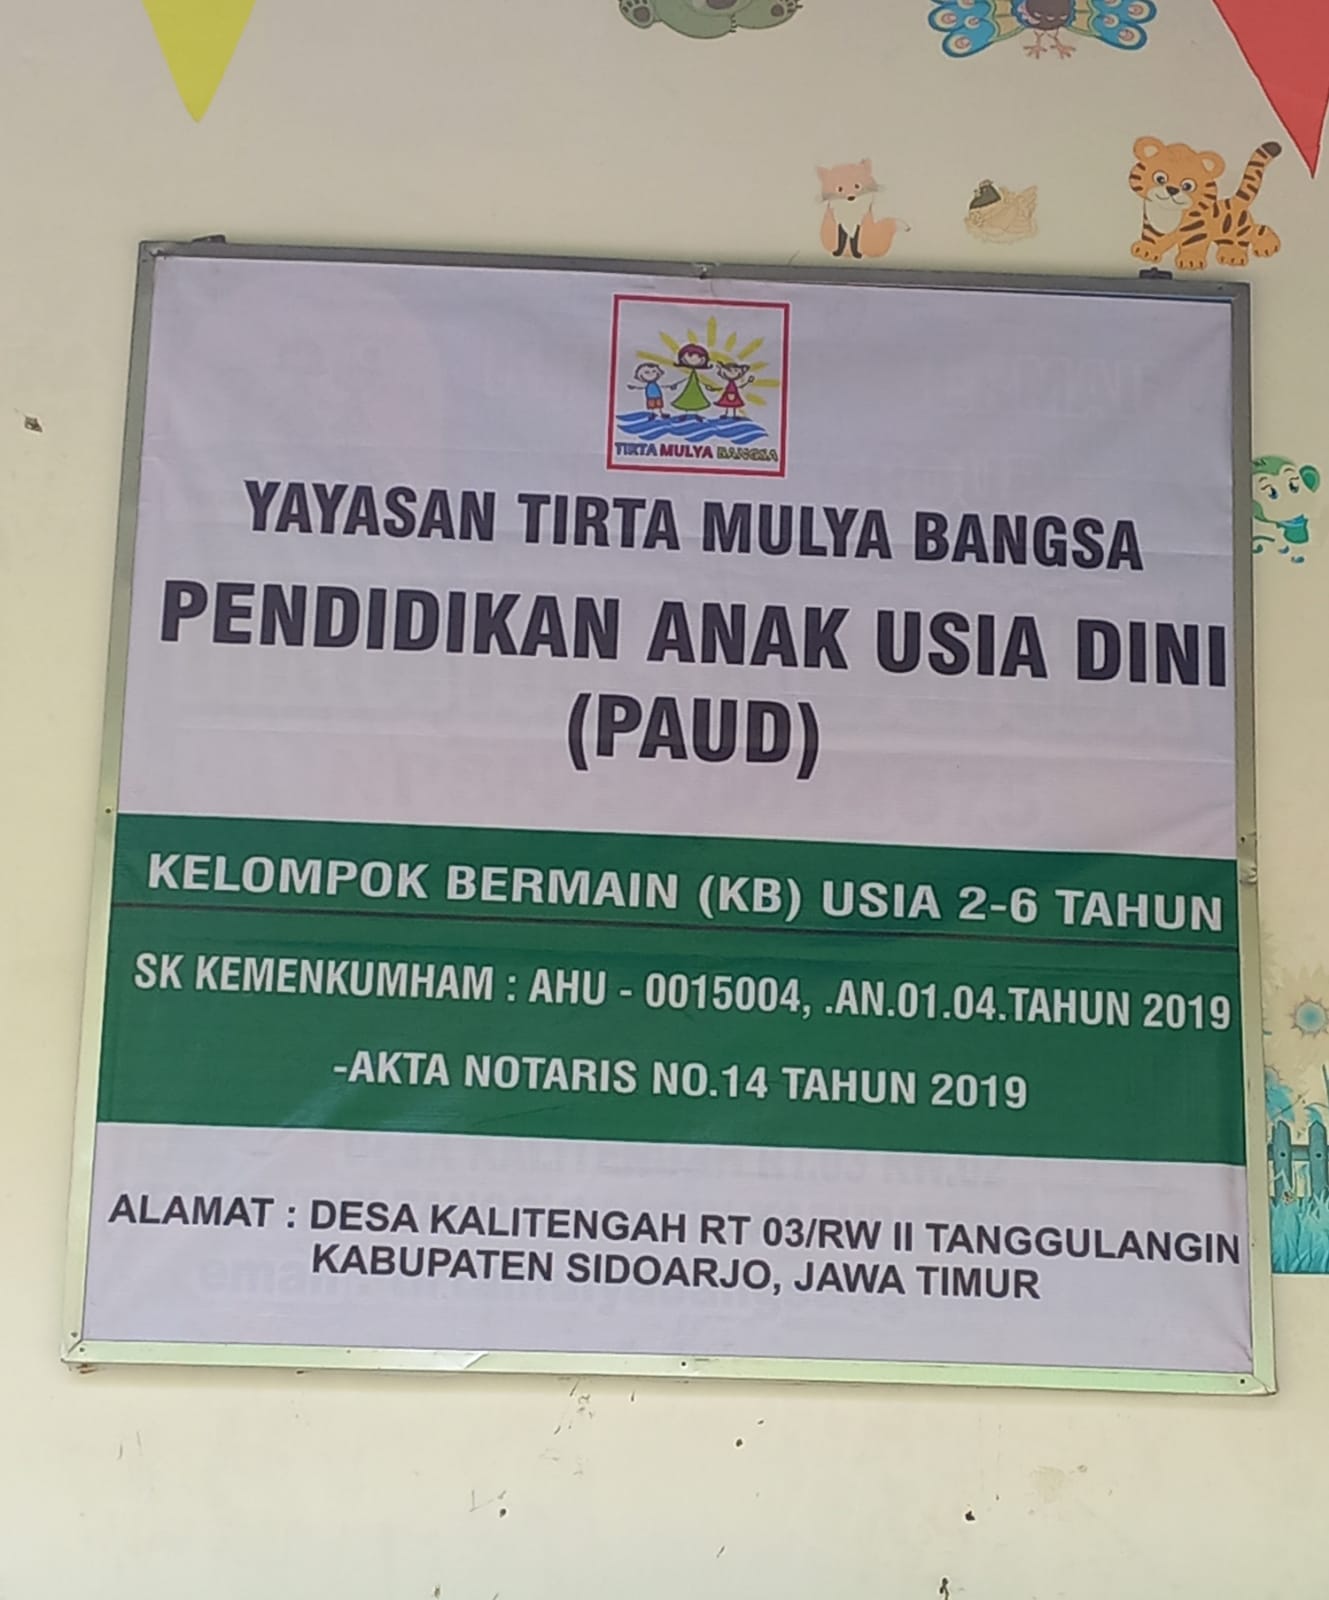 TIRTA MULYA BANGSA
YAYASAN TIRTA MULYA BANGSA
PENDIDIKAN ANAK USIA DINI
(PAUD)
KELOMPOK BERMAIN (KB) USIA 2-6 TAHUN
SK KEMENKUMHAM : AHU - 0015004, .AN.01.04.TAHUN 2019
-AKTA NOTARIS NO.14 TAHUN 2019
ALAMAT : DESA KALITENGAH RT 03/RW II TANGGULANGIN
KABUPATEN SIDOARJO, JAWA TIMUR